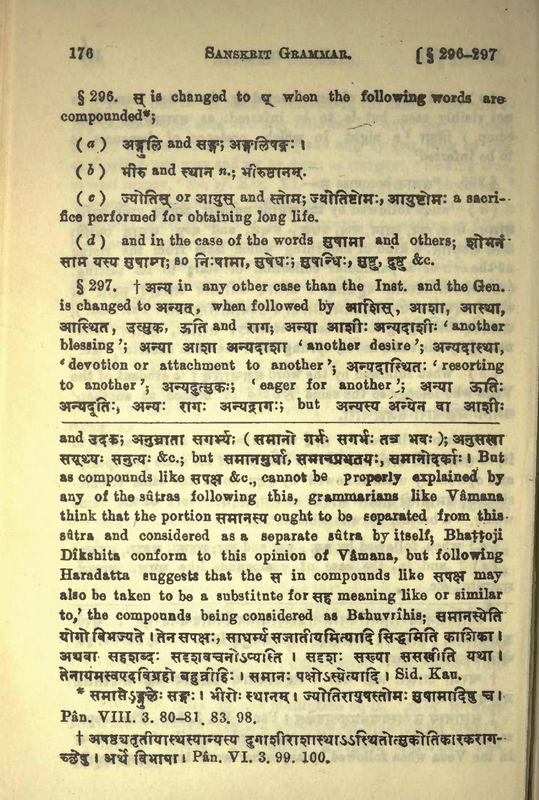 176 SANSKRIT GRAMMAR. [ § 296-297
§ 296. स् is changed to ष् when the following words are
compounded*;
( a ) अङ्गुलि and सङ्ग; अङ्गुलिषङ्गः ।
( b ) भीरु and स्थान n.; भीरुष्ठानम्.
( c ) ज्योतिस् or आयुस् and स्तोम; ज्योतिष्टोमः, आयुष्टोमः a sacri-
fice performed for obtaining long life.
( d ) and in the case of the words सुषामा and others; शोभनं
साम यस्य सुषामा; so निःषामा, सुषेधः; सुषन्धिः, सुष्ठु, दुष्ठु &c.
§ 297. † अन्य in any other case than the Inst. and the Gen.
is changed to अन्यत्, when followed by आशिस्, आशा, आस्था,
आस्थित, उत्सुक, ऊति and राग; अन्या आशीः अन्यदाशीः 'another
blessing'; अन्या आशा अन्यदाशा 'another desire'; अन्यदास्था,
'devotion or attachment to another'; अन्यदास्थितः 'resorting
to another'; अन्यदुत्सुकः; 'eager for another'; अन्या ऊतिः
अन्यदूतिः, अन्यः रागः अन्यद्रागः; but अन्यस्य अन्येन वा आशीः
and उदर्क; अनुभ्राता सगर्भ्यः ( समानो गर्भः सगर्भः तत्र भवः ); अनुसखा
सयूथ्यः सनुत्यः &c.; but समानमूर्धा, समानप्रभृतयः, समानोदर्काः । But
as compounds like सपक्ष &c., cannot be properly explained by
any of the sûtras following this, grammarians like Vâmana
think that the portion समानस्य ought to be separated from this
sûtra and considered as a separate sûtra by itself, Bhaṭṭoji
Dîkshita conform to this opinion of Vâmana, but following
Haradatta suggests that the स in compounds like सपक्ष may
also be taken to be a substitute for सह meaning like or similar
to,' the compounds being considered as Bahuvrîhis; समानस्येति
योगो विभज्यते । तेन सपक्षः, साधर्म्यं सजातीयमित्यादि सिद्धमिति काशिका ।
अथवा सहशब्दः सदृशवचनोऽप्यस्ति । सदृशः सख्या ससखीति यथा ।
तेनायमस्वपदविग्रहो बहुव्रीहिः । समानः पक्षोऽस्येत्यादि । Sid. Kau.
* समासेऽङ्गुलेः सङ्गः । भीरोः स्थानम् । ज्योतिरायुषस्तोमः सुषामादिषु च ।
Pân. VIII. 3. 80-81. 83. 98.
† अषष्ठ्यतृतीयास्थस्यान्यस्य दुगाशीराशास्थाऽऽस्थितोत्सुकोतिकारकराग-
च्छेषु । अर्थे विभाषा । Pân. VI. 3. 99. 100.